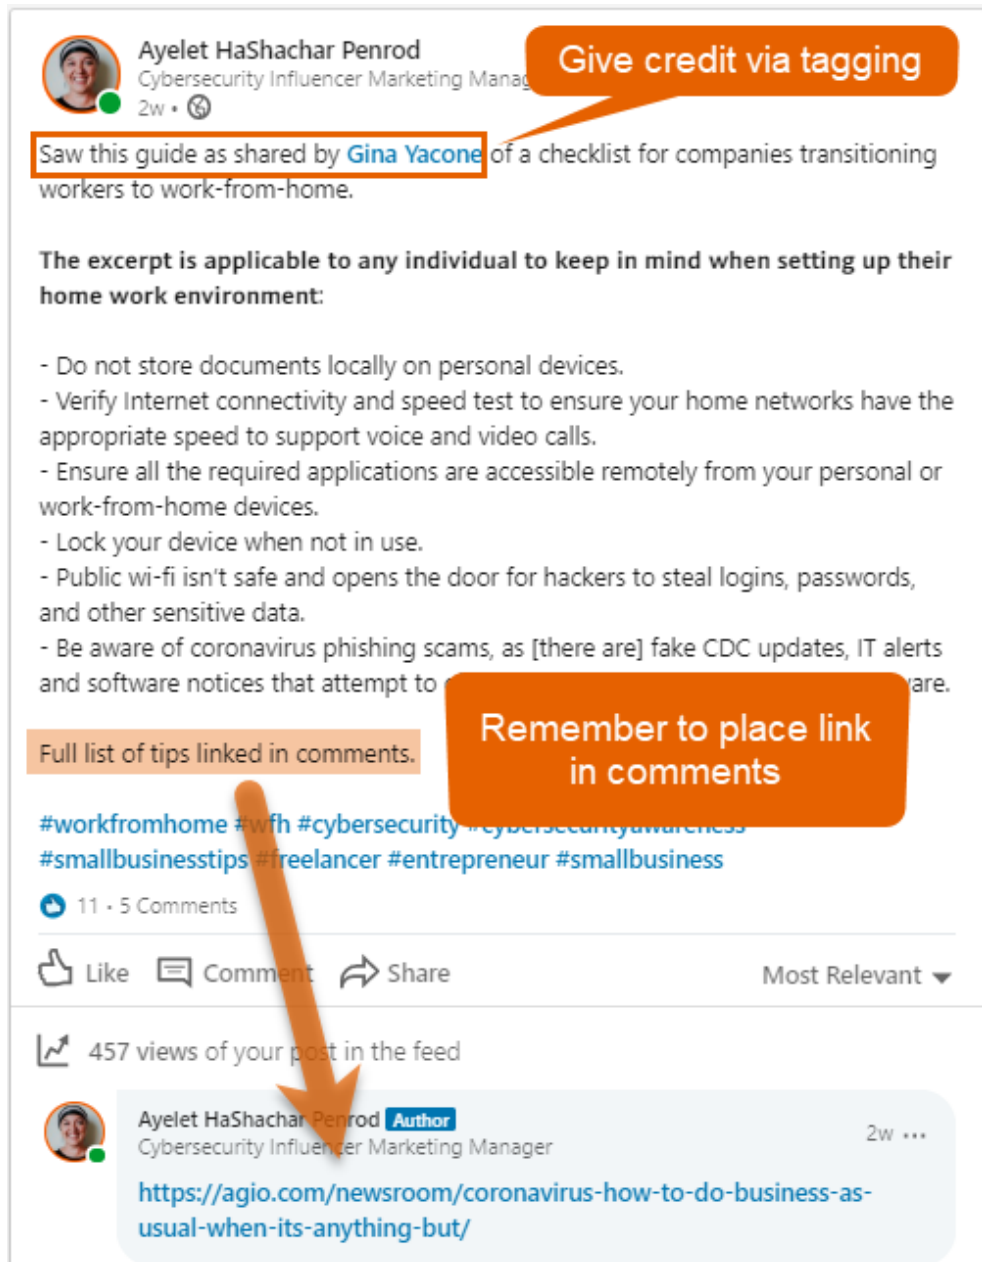 Ayelet HaShachar Penrod
Cybersecurity Influencer Marketing
2w •
Give credit via tagging
Saw this guide as shared by Gina Yacone of a checklist for companies transitioning
workers to work-from-home.
The excerpt is applicable to any individual to keep in mind when setting up their
home work environment:
- Do not store documents locally on personal devices.
- Verify Internet connectivity and speed test to ensure your home networks have the
appropriate speed to support voice and video calls.
- Ensure all the required applications are accessible remotely from your personal or
work-from-home devices.
- Lock your device when not in use.
- Public wi-fi isn't safe and opens the door for hackers to steal logins, passwords,
and other sensitive data.
- Be aware of coronavirus phishing scams, as [there are] fake CDC updates, IT alerts
and software notices that attempt to
Remember to place link
in comments
Full list of tips linked in comments.
#workfromhome #wfh #cybersecurity #cybersecurityawareness
#smallbusinesstips #freelancer #entrepreneur #smallbusiness
11 • 5 Comments
Like Comment Share Most Relevant
457 views of your post in the feed
Ayelet HaShachar Penrod Author
Cybersecurity Influencer Marketing Manager
2w •••
https://agio.com/newsroom/coronavirus-how-to-do-business-as-
usual-when-its-anything-but/